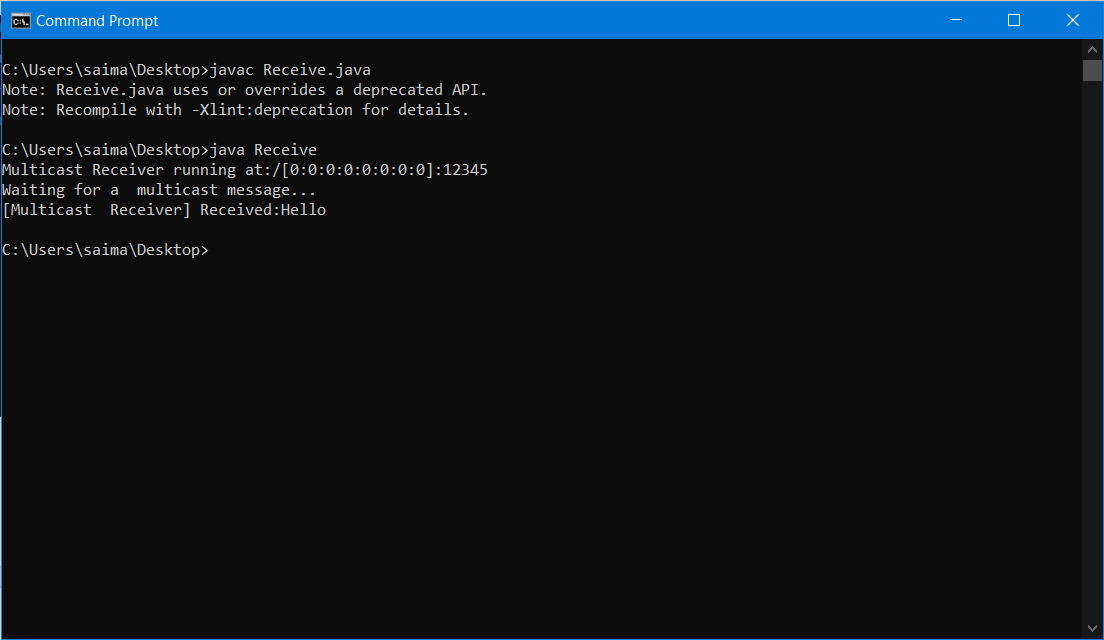 Command Prompt
C:\Users\saima\Desktop>javac Receive.java
Note: Receive.java uses or overrides a deprecated API.
Note: Recompile with -Xlint:deprecation for details.
C:\Users\saima\Desktop>java Receive
Multicast Receiver running at:/[0:0:0:0:0:0:0:0]:12345
Waiting for a  multicast message...
[Multicast  Receiver] Received:Hello
C:\Users\saima\Desktop>